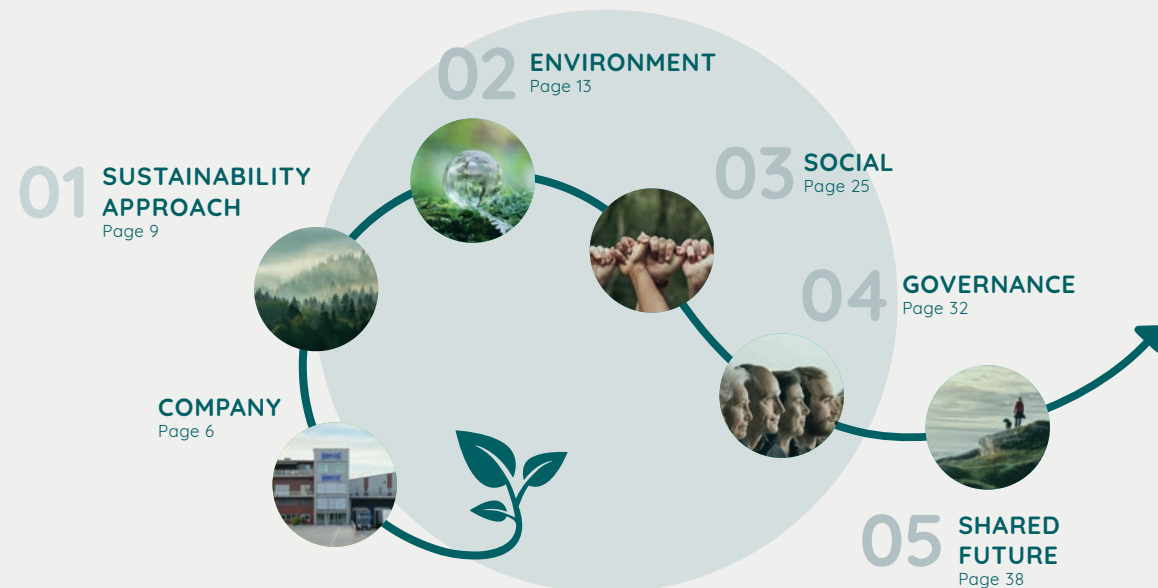 02
ENVIRONMENT
Page 13
03
SOCIAL
Page 25
01
SUSTAINABILITY
APPROACH
Page 9
04
GOVERNANCE
Page 32
COMPANY
Page 6
05
SHARED
FUTURE
Page 38